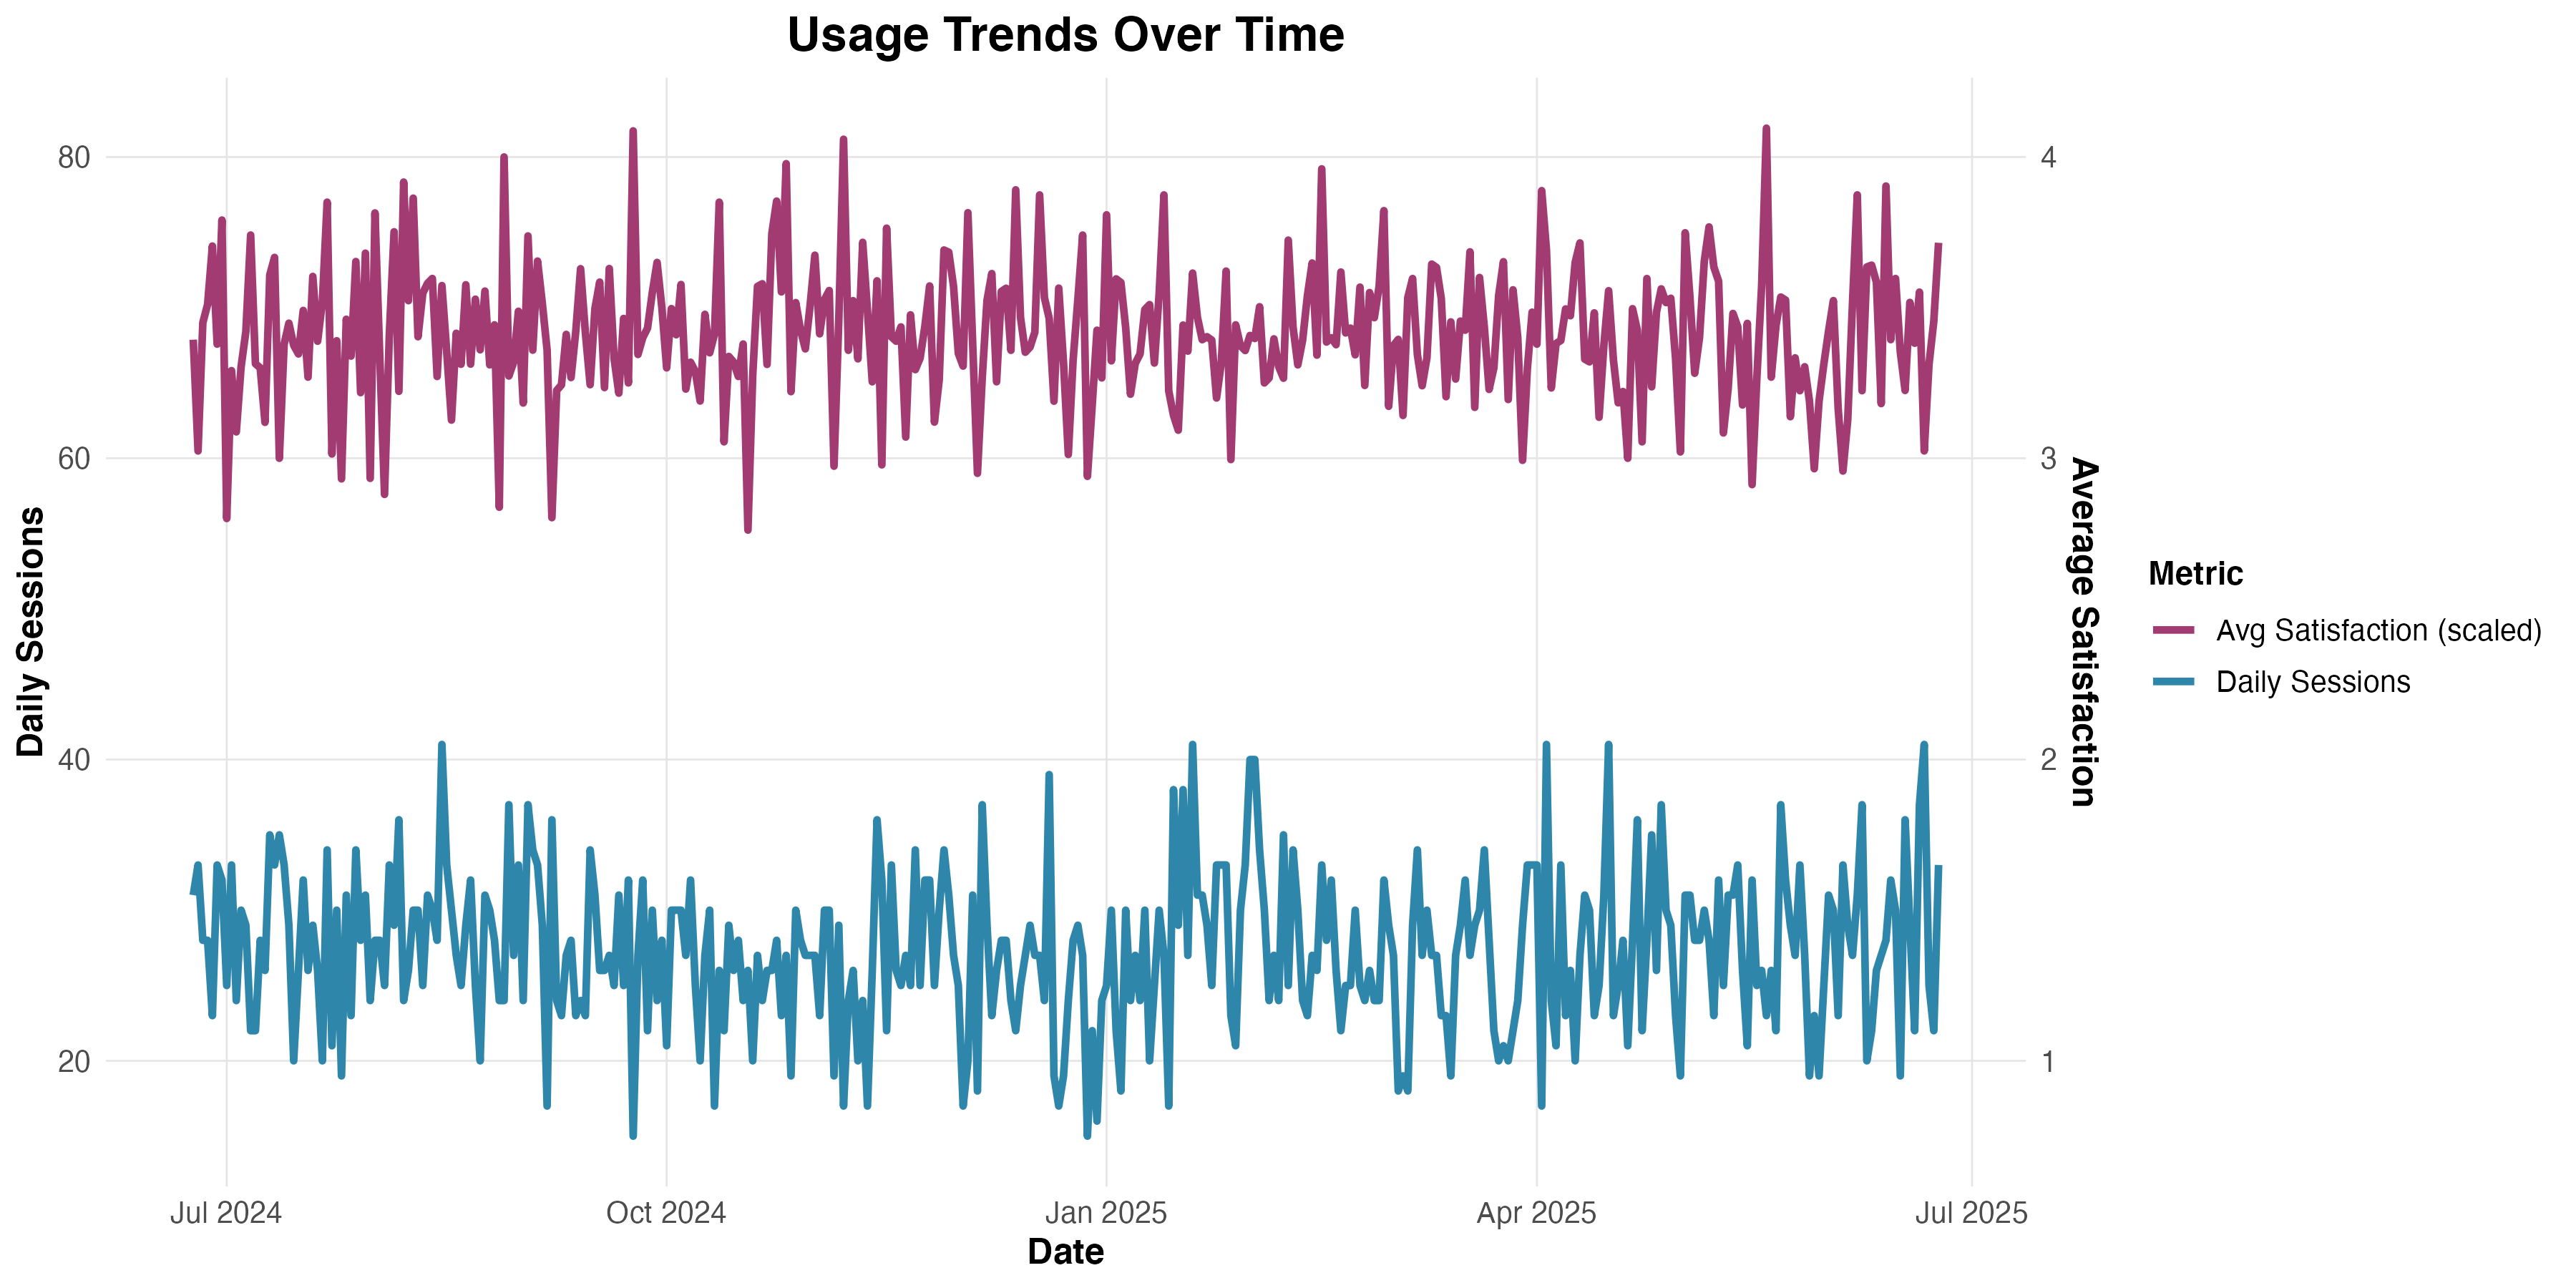 Usage Trends Over Time
Daily Sessions
80
60
40
20
4
3
2
1
Average Satisfaction
Jul 2024
Oct 2024
Jan 2025
Apr 2025
Jul 2025
Date
Metric
Avg Satisfaction (scaled)
Daily Sessions